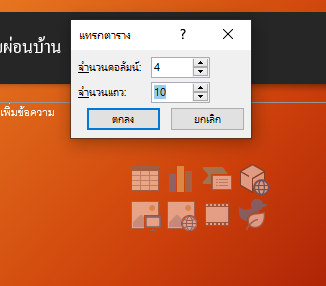 แทรกตาราง
ผ่อนบ้าน
จำนวนคอลัมน์: 4
จำนวนแถว: 10
เพิ่มข้อความ
ตกลง
ยกเลิก